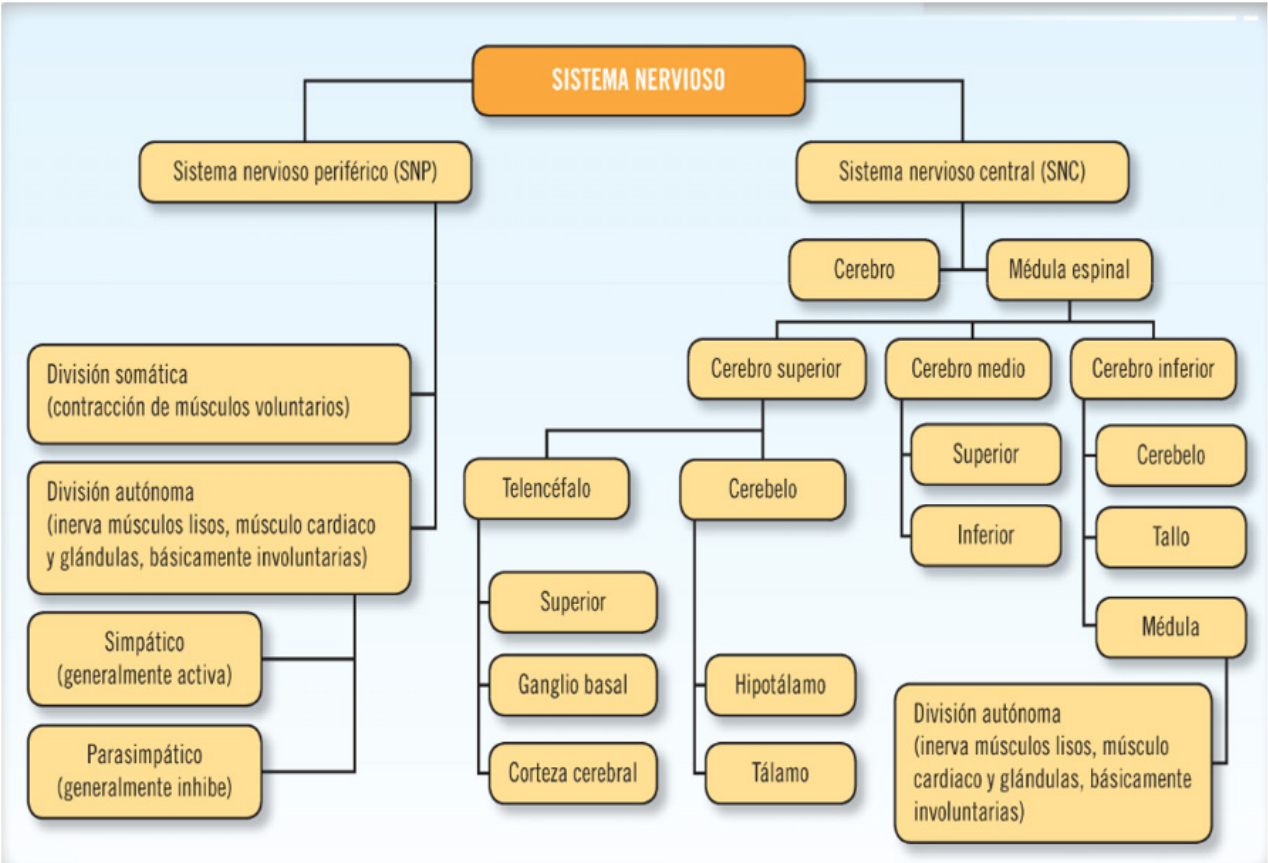 SISTEMA NERVIOSO
Sistema nervioso periférico (SNP)
Sistema nervioso central (SNC)
Cerebro
Médula espinal
División somática
(contracción de músculos voluntarios)
División autónoma
(inerva músculos lisos, músculo cardiaco
y glándulas, básicamente involuntarias)
Simpático
(generalmente activa)
Parasimpático
(generalmente inhibe)
Cerebro superior
Cerebro medio
Cerebro inferior
Telencéfalo
Cerebelo
Superior
Ganglio basal
Corteza cerebral
Hipotálamo
Tálamo
Superior
Inferior
Cerebelo
Tallo
Médula
División autónoma
(inerva músculos lisos, músculo
cardiaco y glándulas, básicamente
involuntarias)